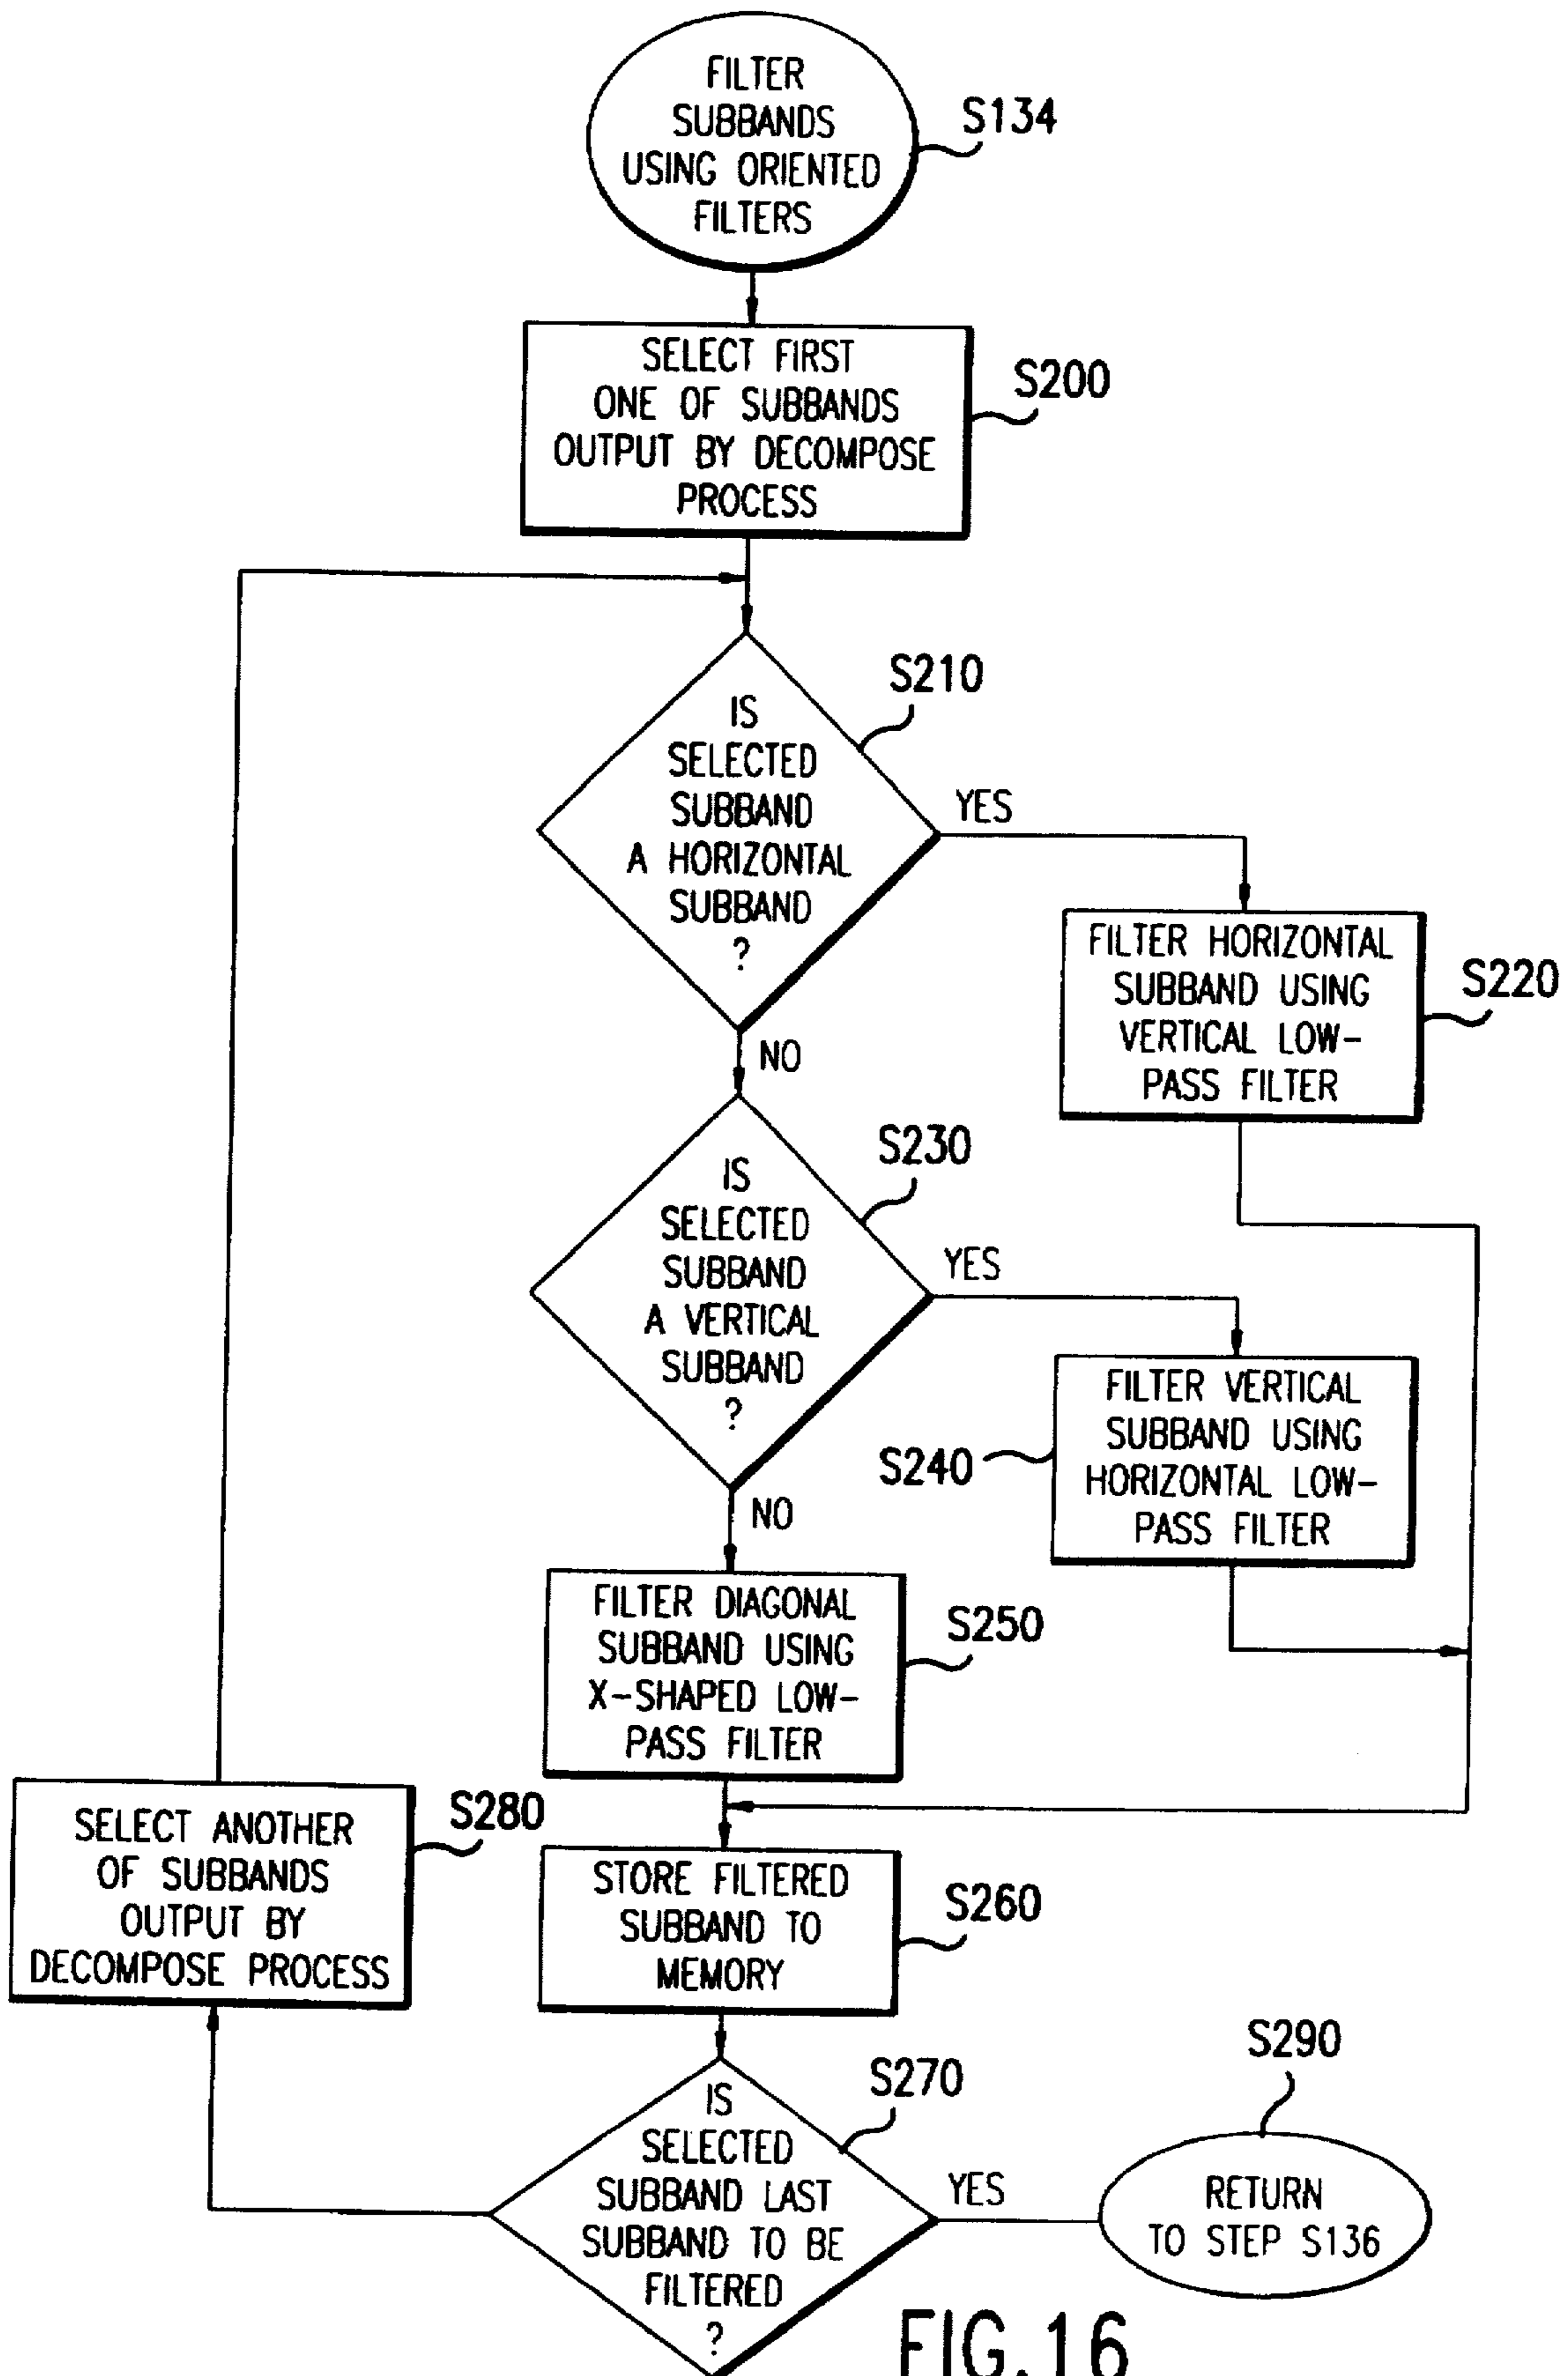 FILTER
SUBBANDS
USING ORIENTED
FILTERS
S134
SELECT FIRST
ONE OF SUBBANDS
OUTPUT BY DECOMPOSE
PROCESS
S200
IS
SELECTED
SUBBAND
A HORIZONTAL
SUBBAND
?
S210
YES
NO
FILTER HORIZONTAL
SUBBAND USING
VERTICAL LOW-
PASS FILTER
S220
IS
SELECTED
SUBBAND
A VERTICAL
SUBBAND
?
S230
YES
NO
FILTER VERTICAL
SUBBAND USING
HORIZONTAL LOW-
PASS FILTER
S240
FILTER DIAGONAL
SUBBAND USING
X-SHAPED LOW-
PASS FILTER
S250
SELECT ANOTHER
OF SUBBANDS
OUTPUT BY
DECOMPOSE PROCESS
S280
STORE FILTERED
SUBBAND TO
MEMORY
S260
IS
SELECTED
SUBBAND LAST
SUBBAND TO BE
FILTERED
?
S270
YES
S290
RETURN
TO STEP S136
FIG.16